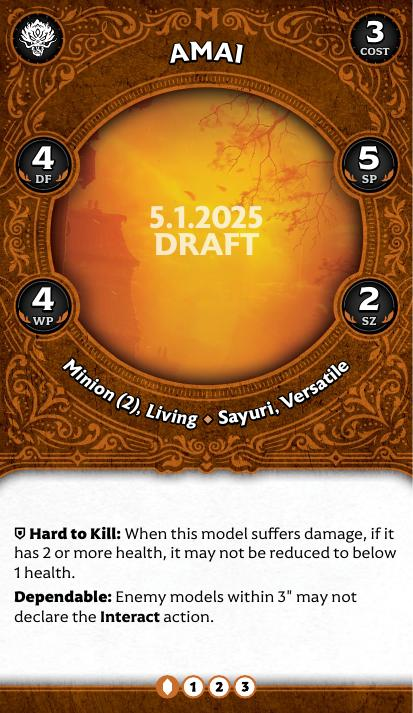 AMAI
3
COST
4
DF
5
SP
5.1.2025
DRAFT
4
WP
2
SZ
Minion (2), Living ◆ Sayuri, Versatile
Hard to Kill: When this model suffers damage, if it
has 2 or more health, it may not be reduced to below
1 health.
Dependable: Enemy models within 3" may not
declare the Interact action.
1 2 3